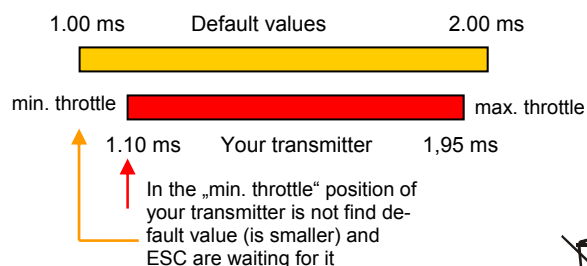 1.00 ms Default values 2.00 ms
min. throttle max. throttle
1.10 ms Your transmitter 1,95 ms
In the „min. throttle“ position of
your transmitter is not find de-
fault value (is smaller) and
ESC are waiting for it